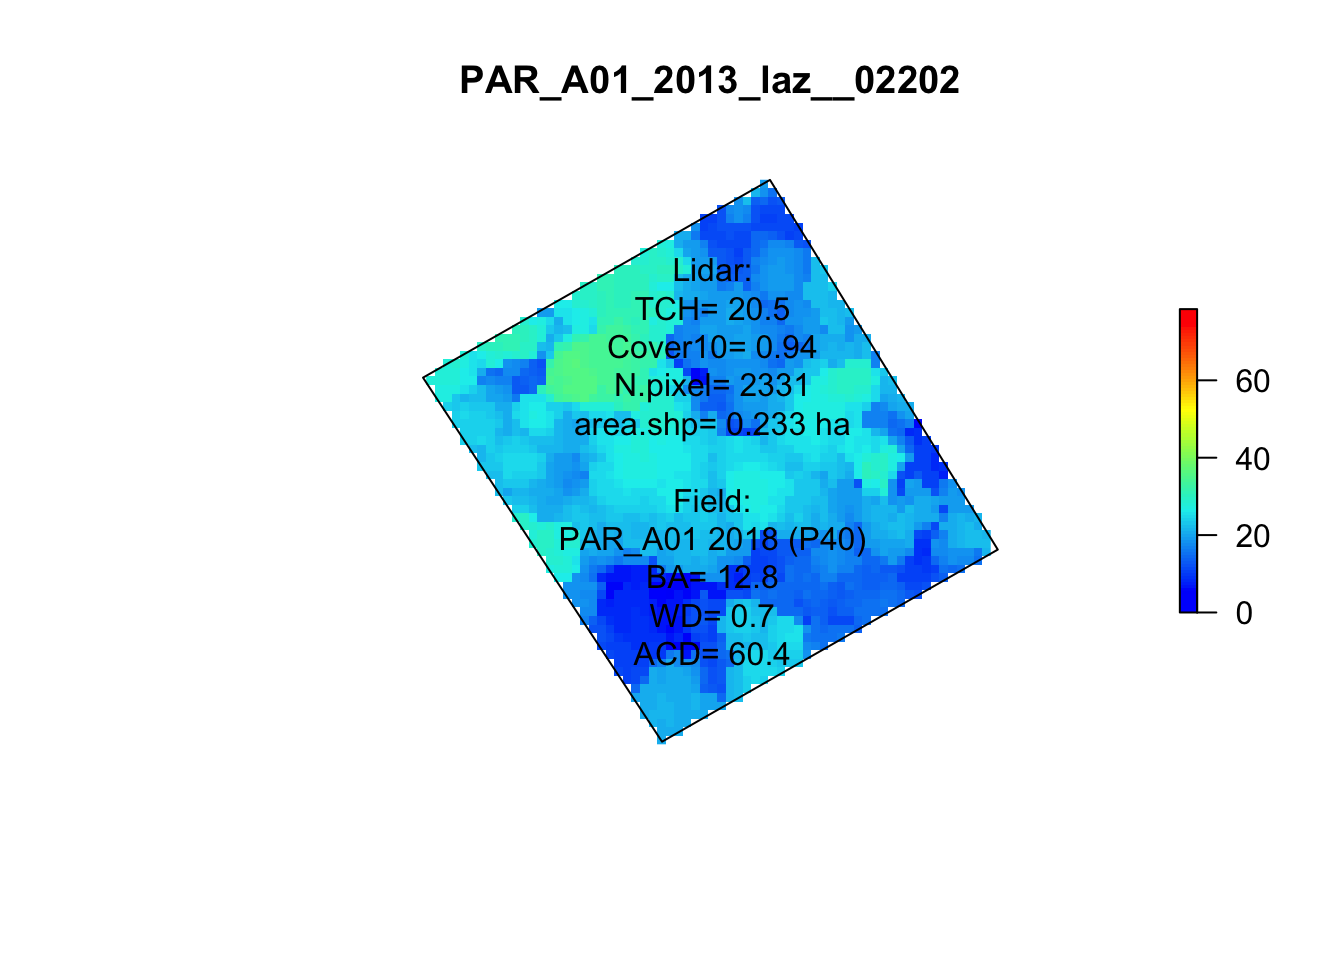 PAR_A01_2013_laz__02202
Lidar:
TCH= 20.5
Cover10= 0.94
N.pixel= 2331
area.shp= 0.233 ha
Field:
PAR_A01 2018 (P40)
BA= 12.8
WD= 0.7
ACD= 60.4
60
40
20
0